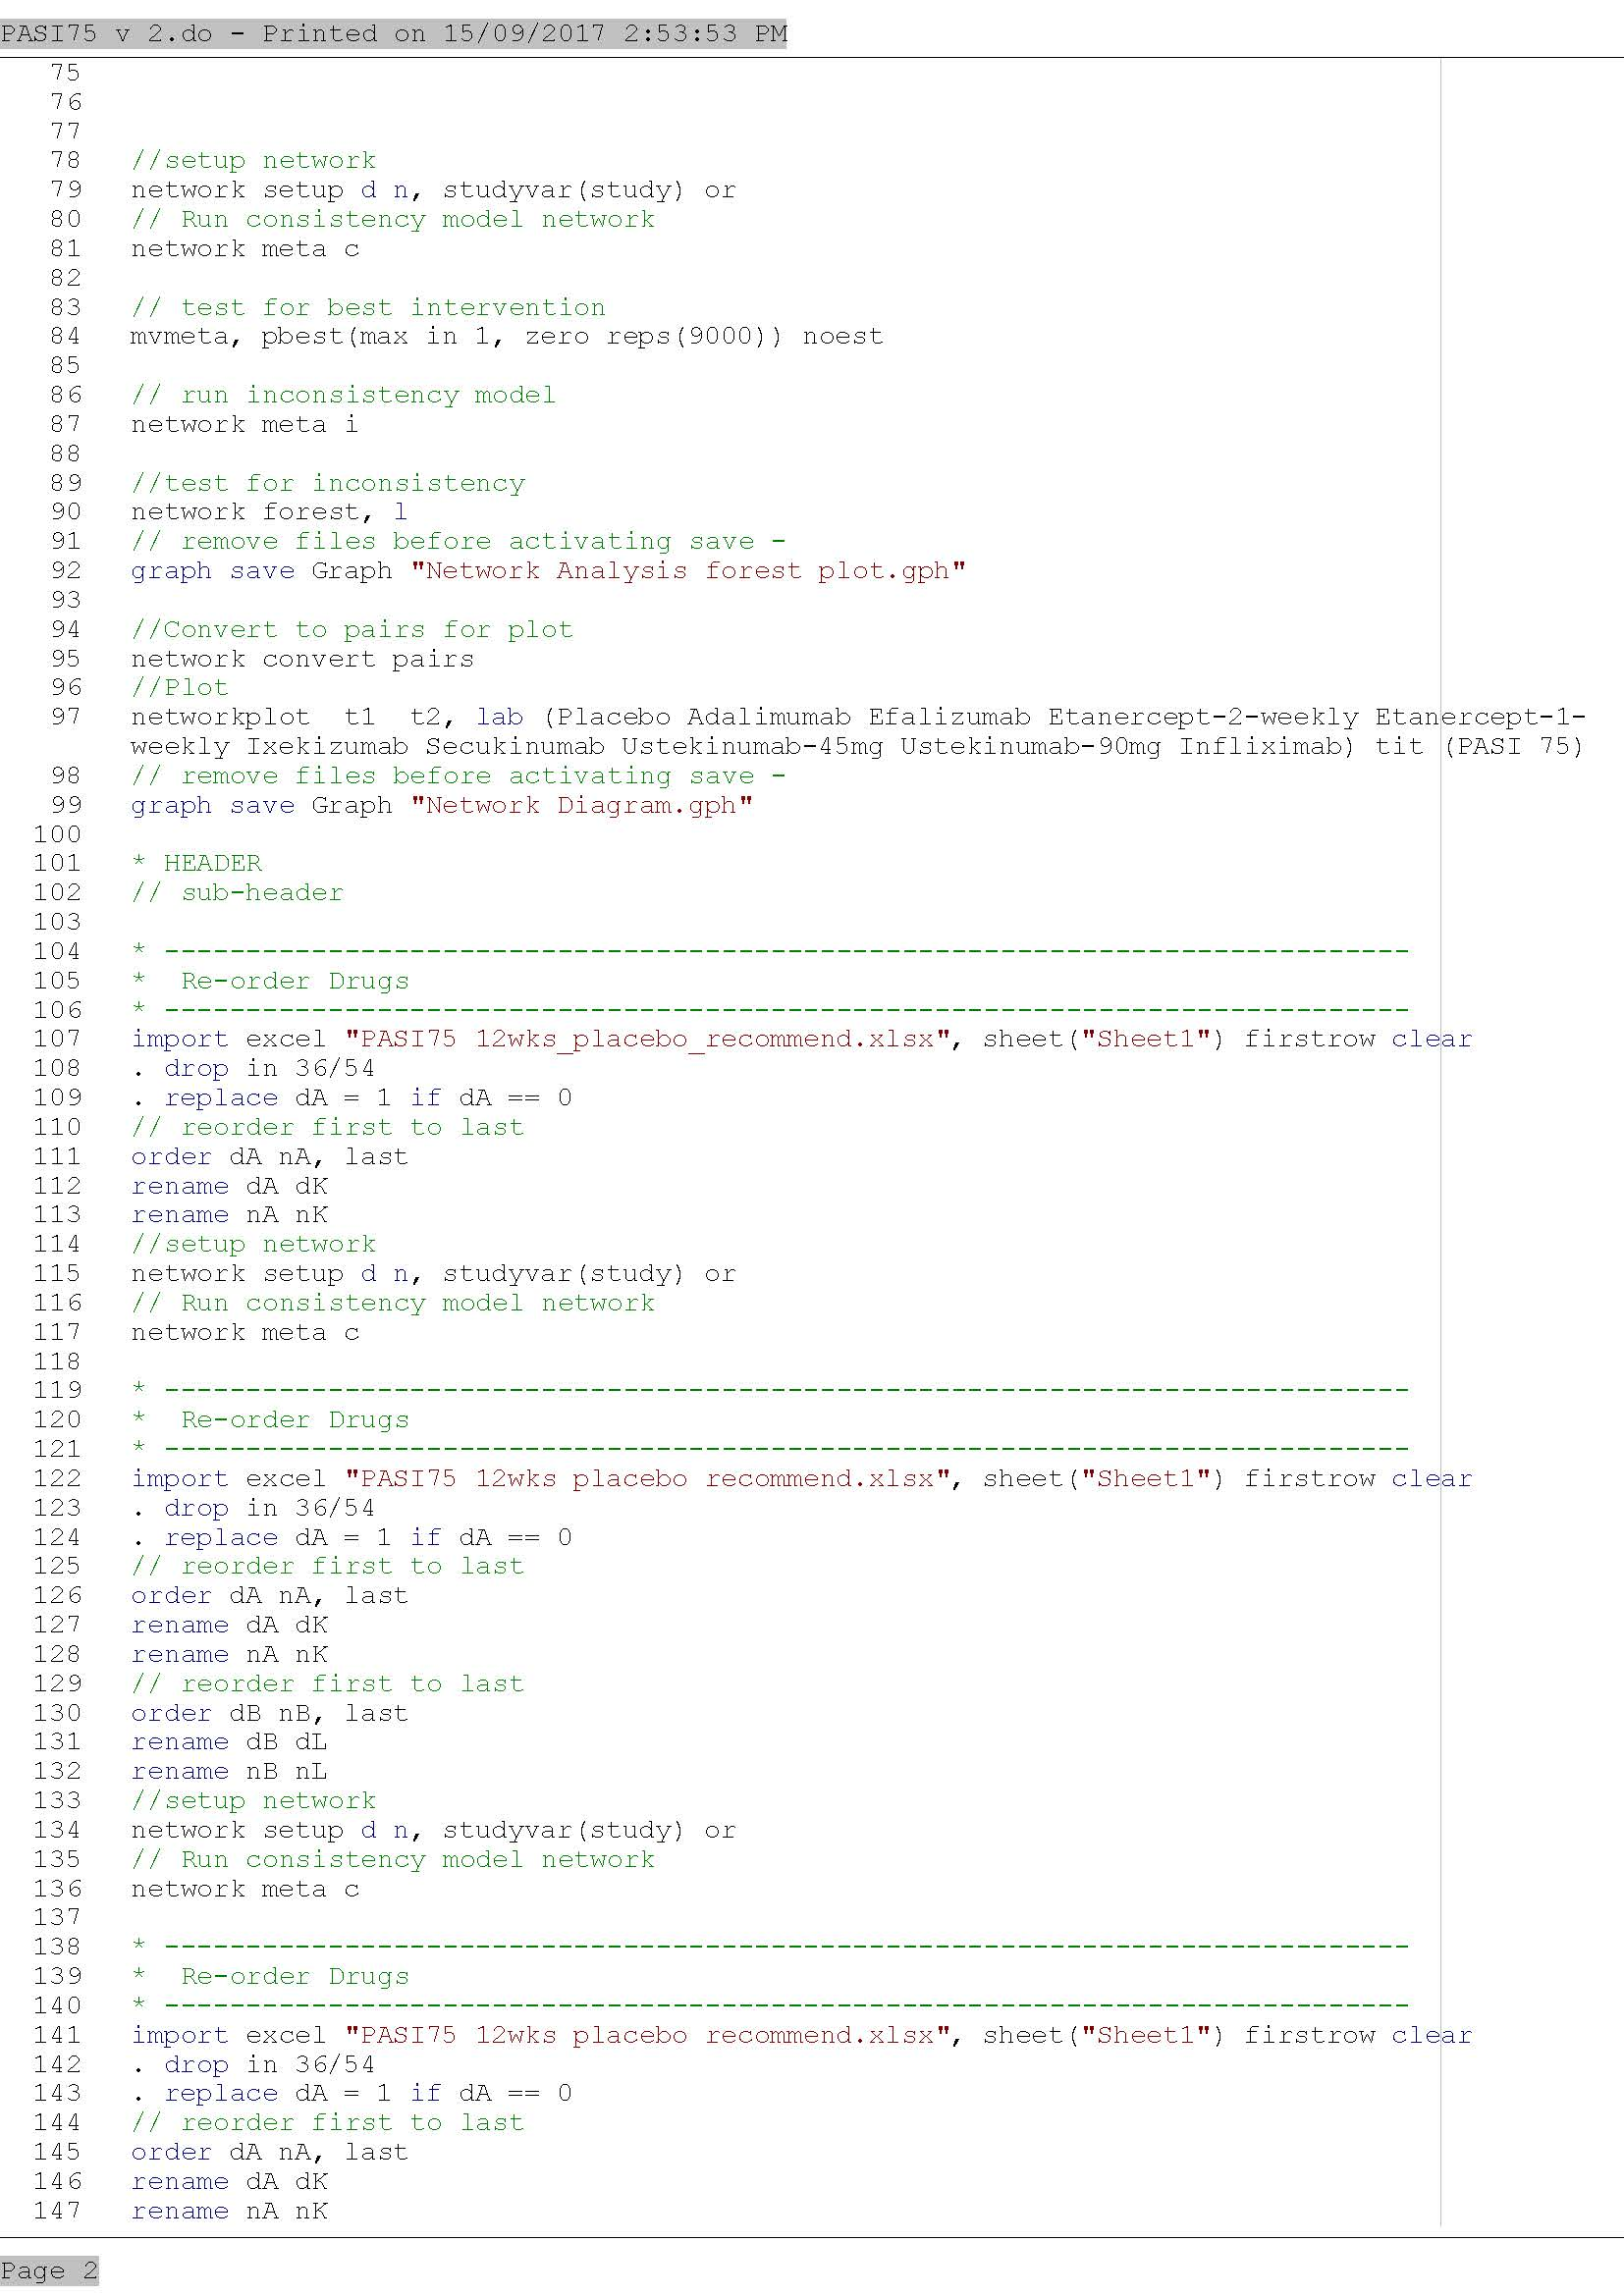 PASI75 v 2.do - Printed on 15/09/2017 2:53:53 PM
75
76
77
78 //setup network
79 network setup d n, studyvar(study) or
80 // Run consistency model network
81 network meta c
82
83 // test for best intervention
84 mvmeta, pbest(max in 1, zero reps(9000)) noest
85
86 // run inconsistency model
87 network meta i
88
89 //test for inconsistency
90 network forest, l
91 // remove files before activating save -
92 graph save Graph "Network Analysis forest plot.gph"
93
94 //Convert to pairs for plot
95 network convert pairs
96 //Plot
97 networkplot  t1  t2, lab (Placebo Adalimumab Efalizumab Etanercept-2-weekly Etanercept-1-
weekly Ixekizumab Secukinumab Ustekinumab-45mg Ustekinumab-90mg Infliximab) tit (PASI 75)
98 // remove files before activating save -
99 graph save Graph "Network Diagram.gph"
100
101 * HEADER
102 // sub-header
103
104 * ----------------------------------------------------------------------------
105 *  Re-order Drugs
106 * ----------------------------------------------------------------------------
107 import excel "PASI75 12wks_placebo_recommend.xlsx", sheet("Sheet1") firstrow clear
108 . drop in 36/54
109 . replace dA = 1 if dA == 0
110 // reorder first to last
111 order dA nA, last
112 rename dA dK
113 rename nA nK
114 //setup network
115 network setup d n, studyvar(study) or
116 // Run consistency model network
117 network meta c
118
119 * ----------------------------------------------------------------------------
120 *  Re-order Drugs
121 * ----------------------------------------------------------------------------
122 import excel "PASI75 12wks placebo recommend.xlsx", sheet("Sheet1") firstrow clear
123 . drop in 36/54
124 . replace dA = 1 if dA == 0
125 // reorder first to last
126 order dA nA, last
127 rename dA dK
128 rename nA nK
129 // reorder first to last
130 order dB nB, last
131 rename dB dL
132 rename nB nL
133 //setup network
134 network setup d n, studyvar(study) or
135 // Run consistency model network
136 network meta c
137
138 * ----------------------------------------------------------------------------
139 *  Re-order Drugs
140 * ----------------------------------------------------------------------------
141 import excel "PASI75 12wks placebo recommend.xlsx", sheet("Sheet1") firstrow clear
142 . drop in 36/54
143 . replace dA = 1 if dA == 0
144 // reorder first to last
145 order dA nA, last
146 rename dA dK
147 rename nA nK
Page 2